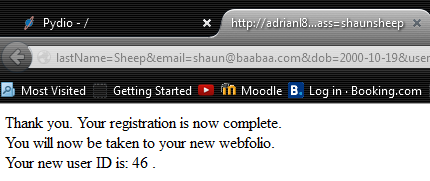 Pydio - /
http://adrianl8...ass=shaunsheep
lastName=Sheep&email=shaun@baabaa.com&dob=2000-10-19&user
Most Visited Getting Started Moodle Log in · Booking.com
Thank you. Your registration is now complete.
You will now be taken to your new webfolio.
Your new user ID is: 46 .